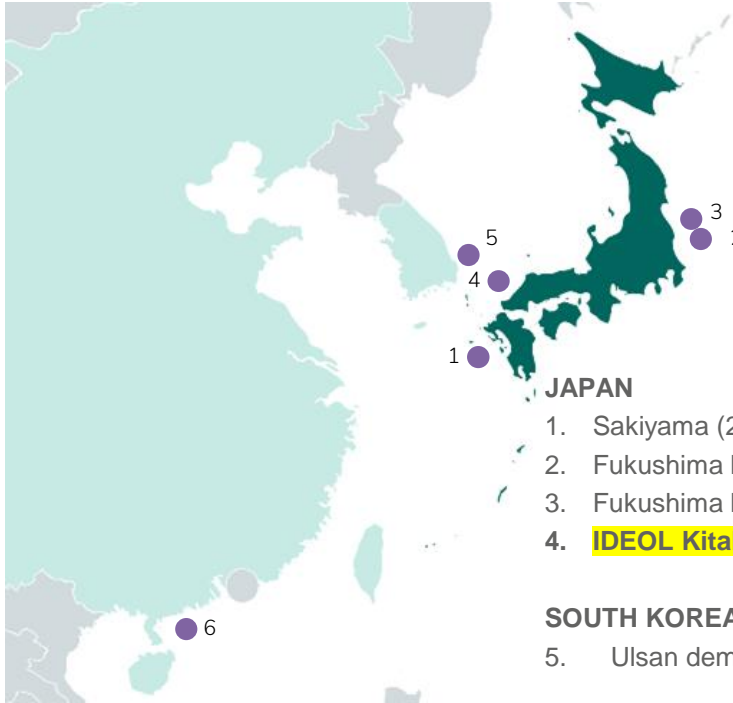 3
5
4
1
JAPAN
1. Sakiyama (2
2. Fukushima
3. Fukushima
4. IDEOL Kita
SOUTH KOREA
5. Ulsan dem
6